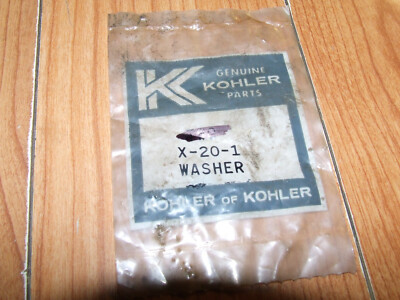 K
GENUINE
KOHLER
PARTS
X-20-1
WASHER
KOHLER OF KOHLER